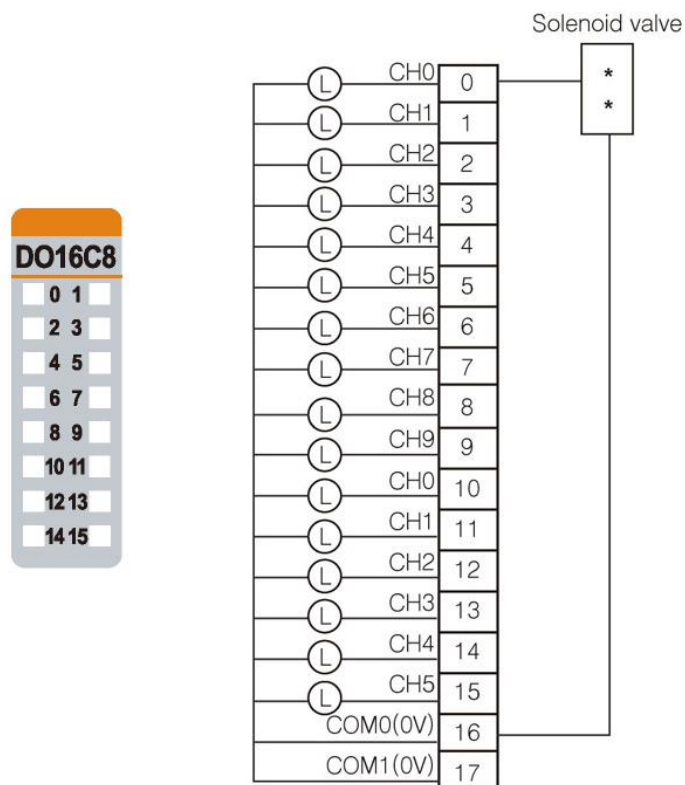 Solenoid valve
*
*
L CH0 0
L CH1 1
L CH2 2
L CH3 3
L CH4 4
L CH5 5
L CH6 6
L CH7 7
L CH8 8
L CH9 9
L CH0 10
L CH1 11
L CH2 12
L CH3 13
L CH4 14
L CH5 15
COM0(0V) 16
COM1(0V) 17
DO16C8
0 1
2 3
4 5
6 7
8 9
10 11
12 13
14 15